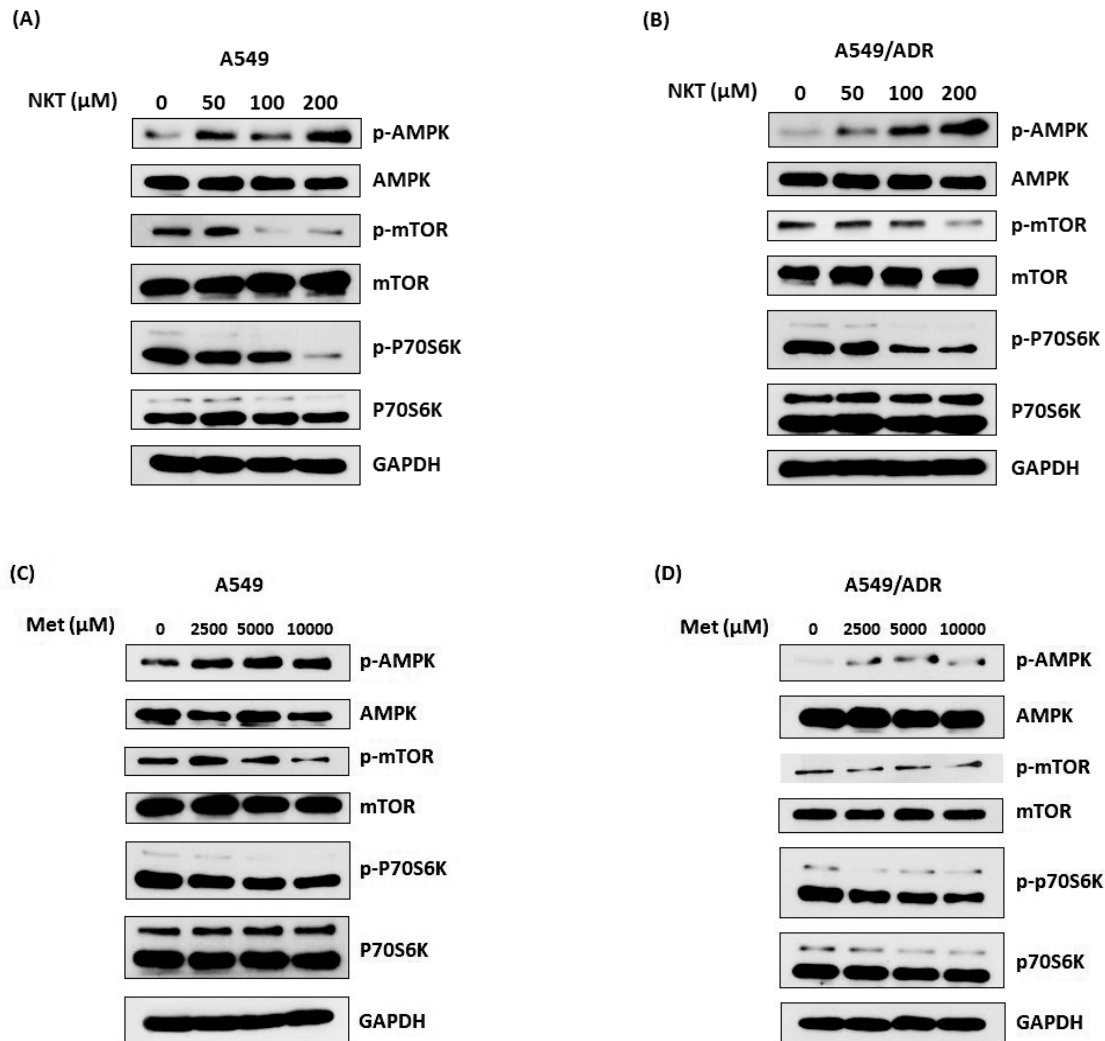 (A)
A549
NKT (µM) 0 50 100 200
p-AMPK
AMPK
p-mTOR
mTOR
p-P70S6K
P70S6K
GAPDH
(B)
A549/ADR
NKT (µM) 0 50 100 200
p-AMPK
AMPK
p-mTOR
mTOR
p-P70S6K
P70S6K
GAPDH
(C)
A549
Met (µM) 0 2500 5000 10000
p-AMPK
AMPK
p-mTOR
mTOR
p-P70S6K
P70S6K
GAPDH
(D)
A549/ADR
Met (µM) 0 2500 5000 10000
p-AMPK
AMPK
p-mTOR
mTOR
p-p70S6K
p70S6K
GAPDH